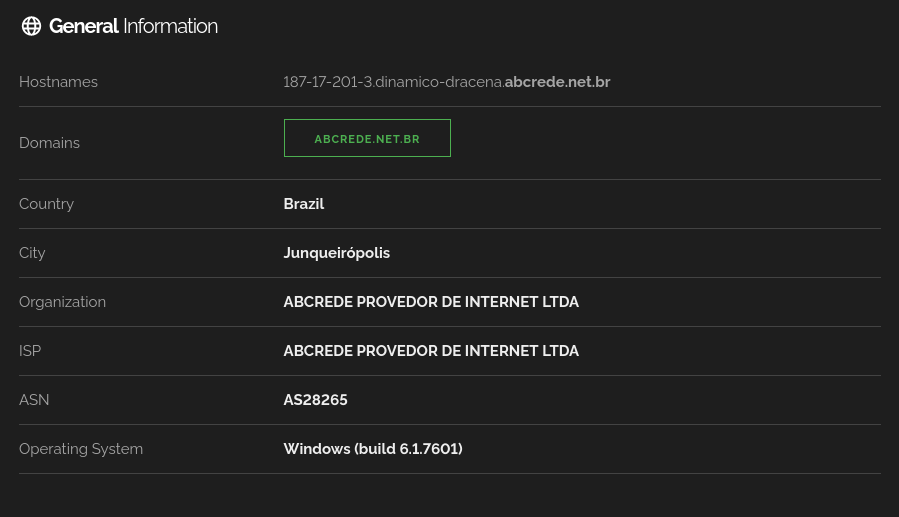 General Information
Hostnames 187-17-201-3.dinamico-dracena.abcrede.net.br
Domains ABCREDE.NET.BR
Country Brazil
City Junqueirópolis
Organization ABCREDE PROVEDOR DE INTERNET LTDA
ISP ABCREDE PROVEDOR DE INTERNET LTDA
ASN AS28265
Operating System Windows (build 6.1.7601)